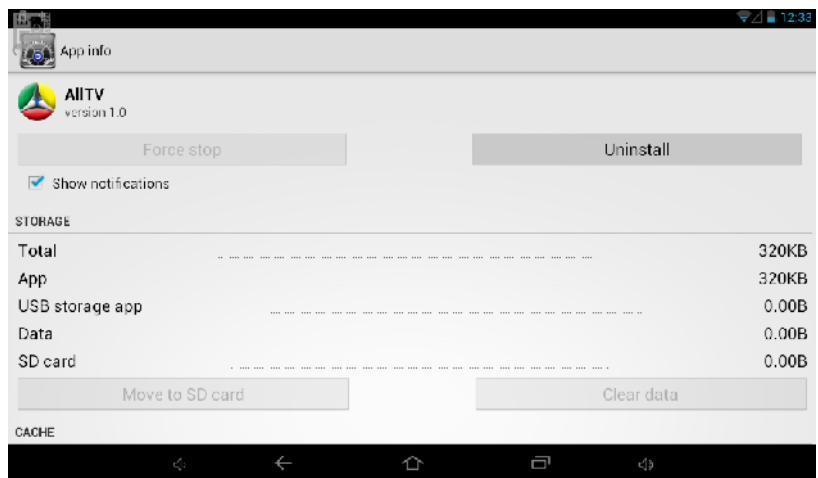 12:33
App info
AllTV
version 1.0
Force stop
Uninstall
Show notifications
STORAGE
Total 320KB
App 320KB
USB storage app 0.00B
Data 0.00B
SD card 0.00B
Move to SD card
Clear data
CACHE